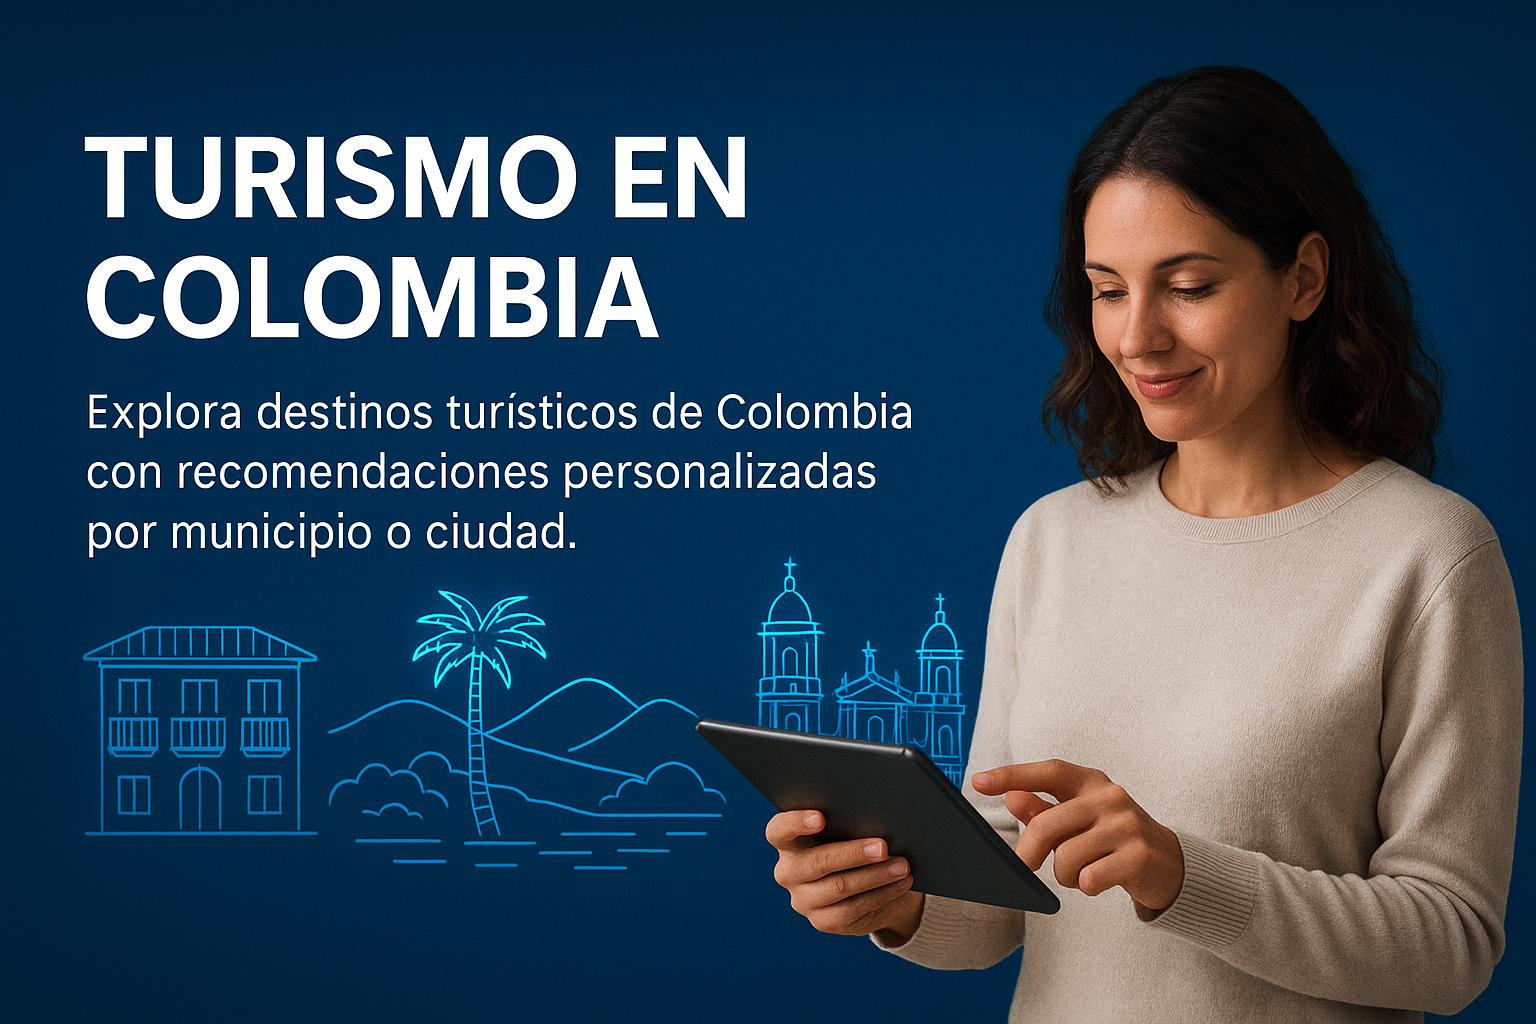 TURISMO EN
COLOMBIA
Explora destinos turísticos de Colombia
con recomendaciones personalizadas
por municipio o ciudad.